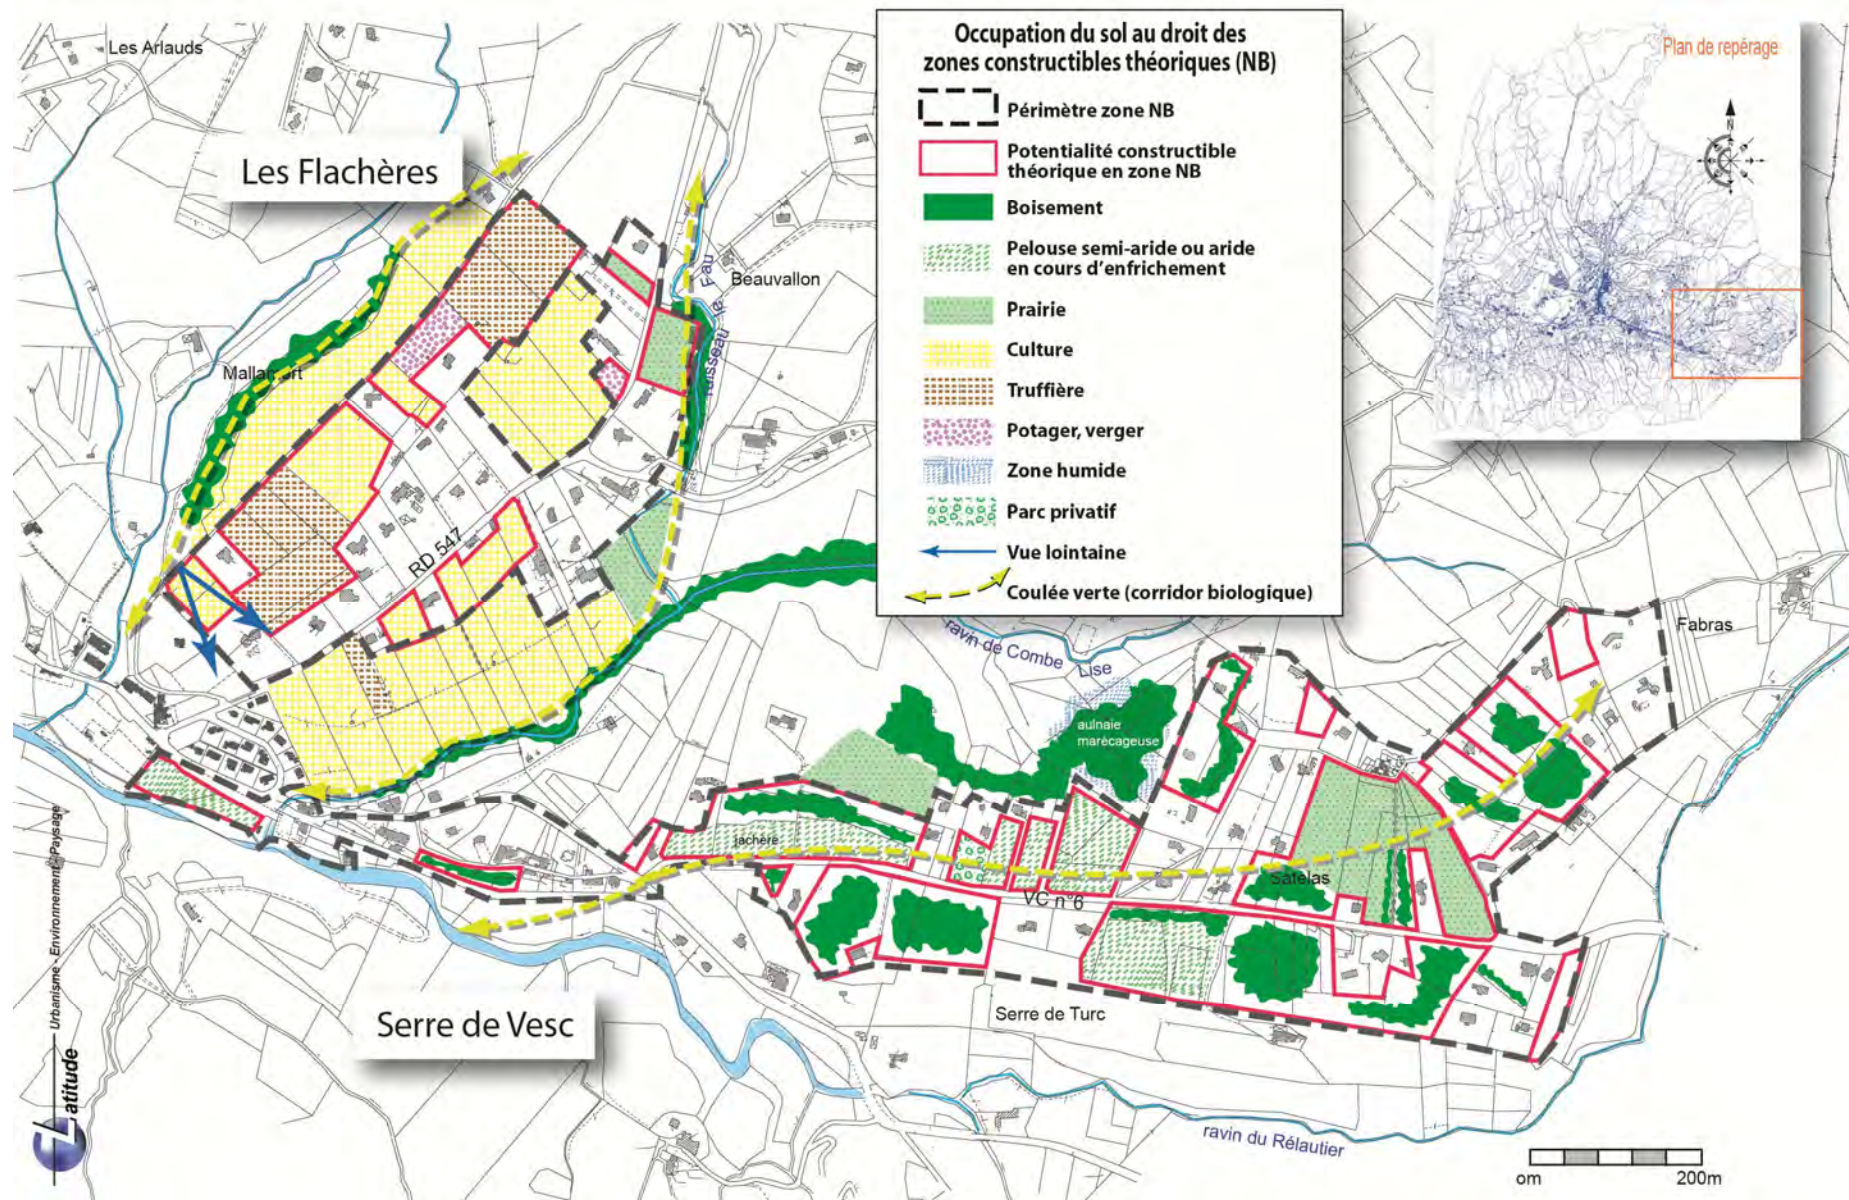 Les Arlauds
Les Flachères
Mallamort
Beauvallon
ruisseau la Eau
RD 547
Occupation du sol au droit des
zones constructibles théoriques (NB)
Périmètre zone NB
Potentialité constructible
théorique en zone NB
Boisement
Pelouse semi-aride ou aride
en cours d'enfrichement
Prairie
Culture
Truffière
Potager, verger
Zone humide
Parc privatif
Vue lointaine
Coulée verte (corridor biologique)
Plan de repérage
N
ravin de Combe Lise
Fabras
aulnaie
marécageuse
jachère
Satelas
VC n°6
Serre de Turc
Serre de Vesc
ravin du Rélautier
Urbanisme - Environnement - Paysage
Latitude
0m
200m